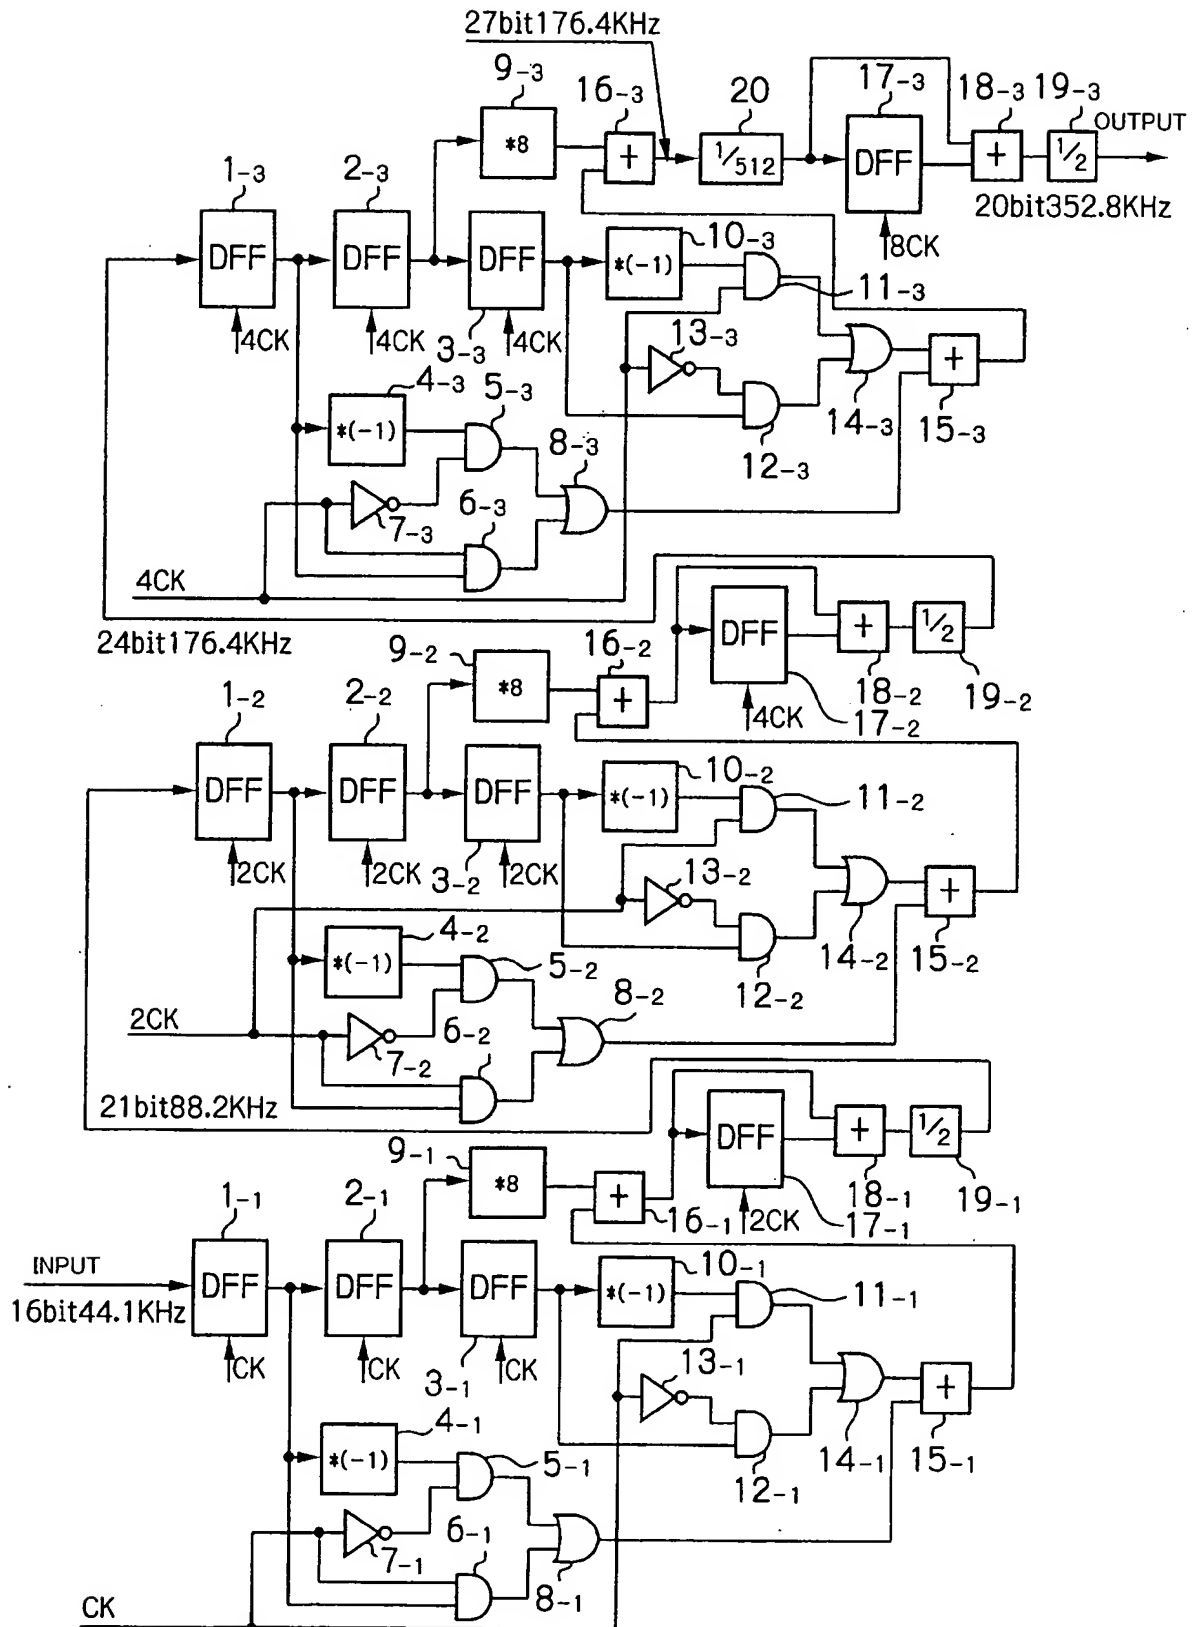 27bit176.4KHz
9-3
16-3
20
17-3
18-3
19-3
OUTPUT
*8
+
1/512
DFF
+
1/2
20bit352.8KHz
8CK
1-3
2-3
DFF
DFF
DFF
*(-1)
10-3
11-3
4CK
4CK
3-3
4CK
13-3
+
14-3
15-3
12-3
4-3
5-3
*(-1)
8-3
7-3
6-3
4CK
24bit176.4KHz
9-2
16-2
*8
+
DFF
+
1/2
4CK
18-2
19-2
17-2
1-2
2-2
DFF
DFF
DFF
*(-1)
10-2
11-2
2CK
2CK
3-2
2CK
13-2
+
14-2
15-2
12-2
4-2
5-2
*(-1)
8-2
2CK
7-2
6-2
21bit88.2KHz
9-1
*8
+
16-1
DFF
+
1/2
2CK
18-1
19-1
17-1
1-1
2-1
INPUT
16bit44.1KHz
DFF
DFF
DFF
*(-1)
10-1
11-1
CK
CK
3-1
CK
13-1
+
14-1
15-1
12-1
4-1
5-1
*(-1)
7-1
6-1
8-1
CK